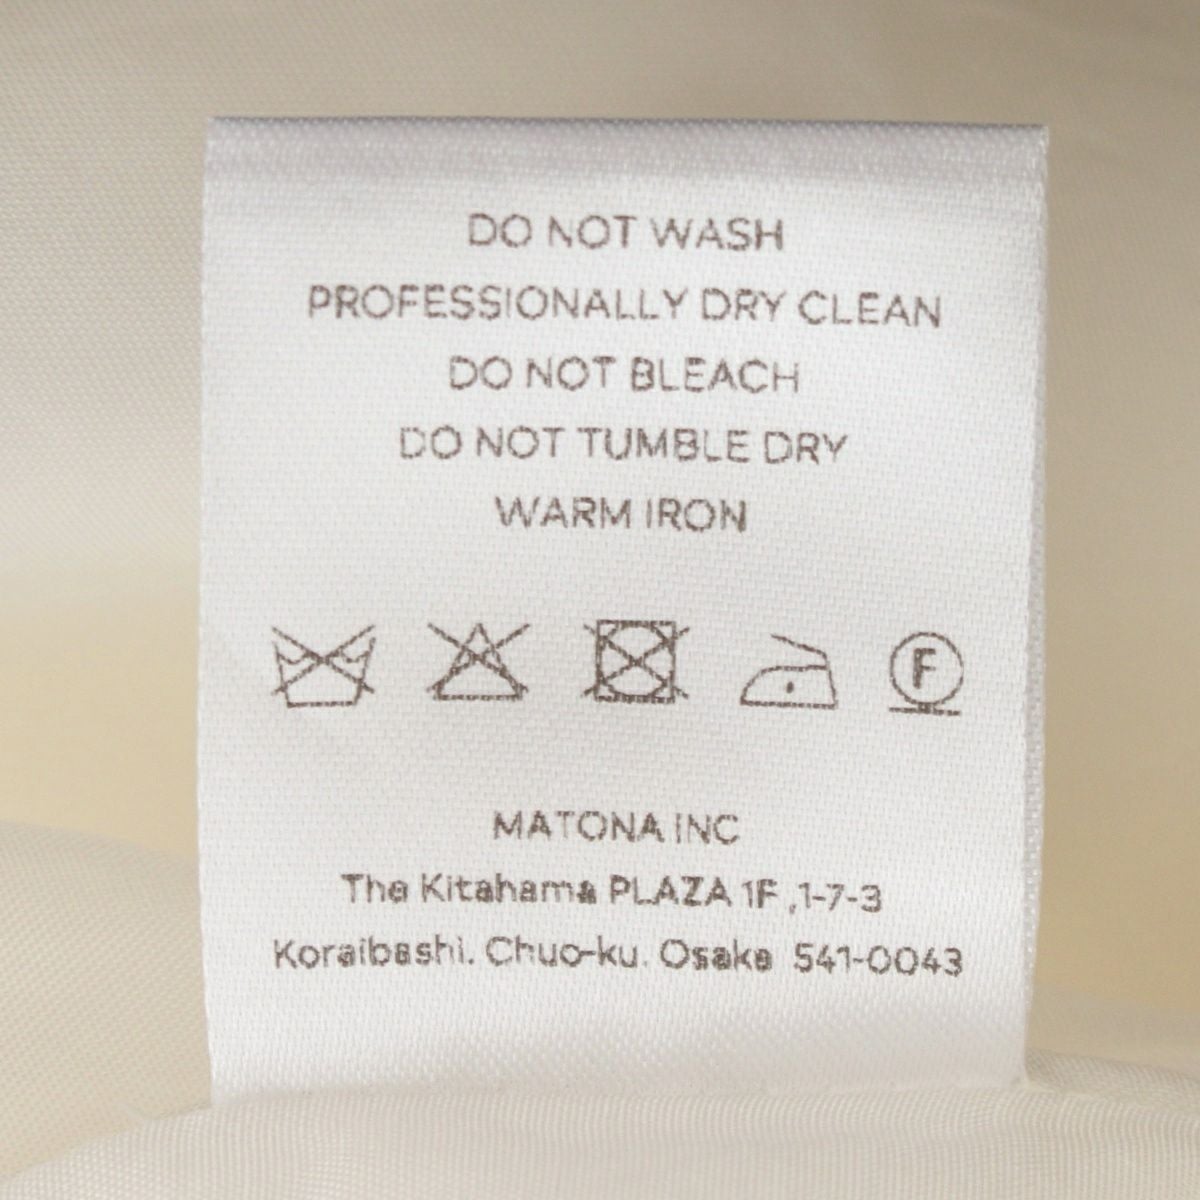 DO NOT WASH
PROFESSIONALLY DRY CLEAN
DO NOT BLEACH
DO NOT TUMBLE DRY
WARM IRON
F
MATONA INC
The Kitahama PLAZA 1F ,1-7-3
Koraibashi. Chuo-ku. Osaka 541-0043